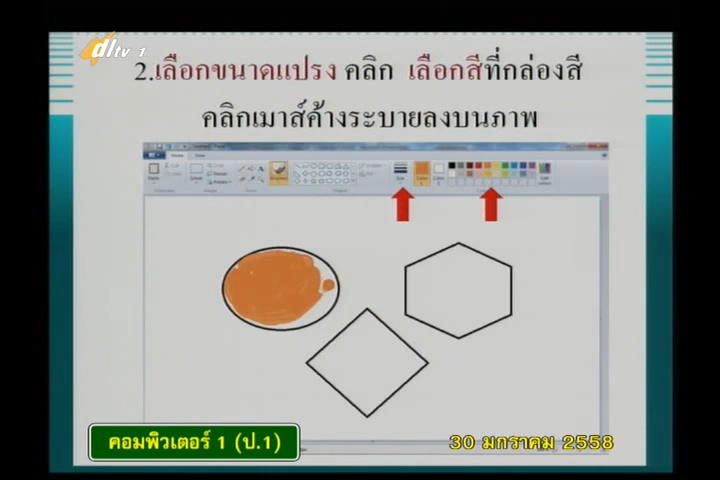 dltv 1
2.เลือกขนาดแปรง คลิก เลือกสีที่กล่องสี
คลิกเมาส์ค้างระบายลงบนภาพ
คอมพิวเตอร์ 1 (ป.1)
30 มกราคม 2558